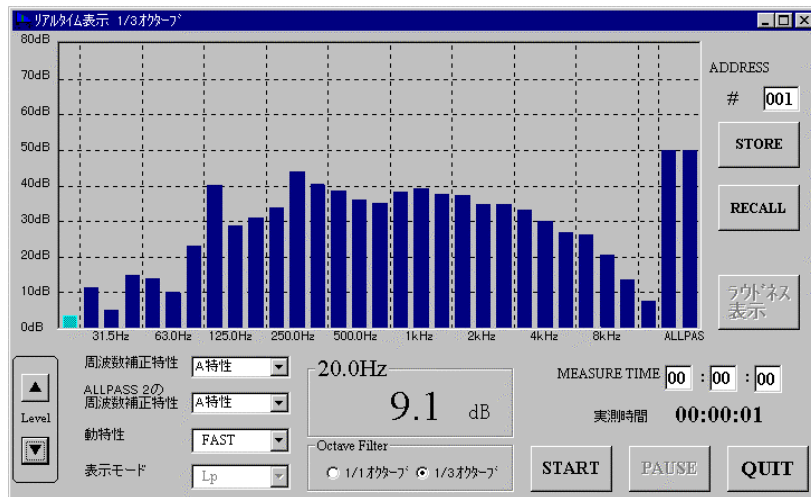 リアルタイム表示 1/3オクターブ
80dB
70dB
60dB
50dB
40dB
30dB
20dB
10dB
0dB
31.5Hz 63.0Hz 125.0Hz 250.0Hz 500.0Hz 1kHz 2kHz 4kHz 8kHz ALLPAS
ADDRESS
# 001
STORE
RECALL
ラウドネス
表示
Level
周波数補正特性 A特性
ALLPASS 2の
周波数補正特性 A特性
動特性 FAST
表示モード Lp
20.0Hz
9.1 dB
Octave Filter
1/1オクターブ 1/3オクターブ
MEASURE TIME 00 : 00 : 00
実測時間 00:00:01
START PAUSE QUIT